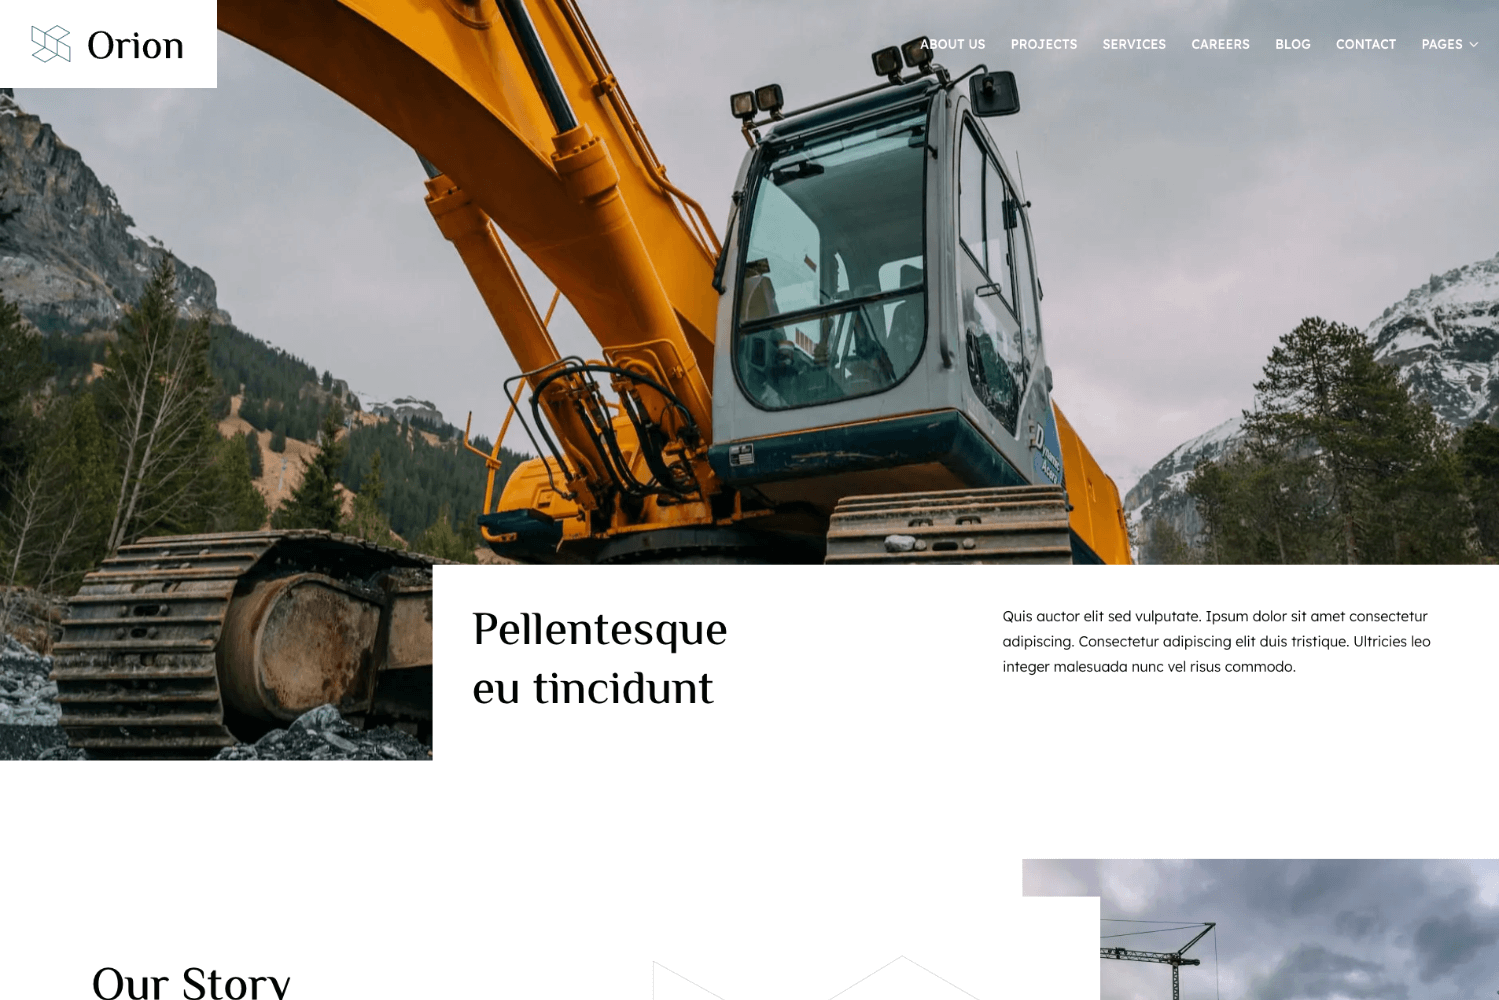 Orion
ABOUT US PROJECTS SERVICES CAREERS BLOG CONTACT PAGES
Pellentesque
eu tincidunt
Quis auctor elit sed vulputate. Ipsum dolor sit amet consectetur
adipiscing. Consectetur adipiscing elit duis tristique. Ultricies leo
integer malesuada nunc vel risus commodo.
Our Story